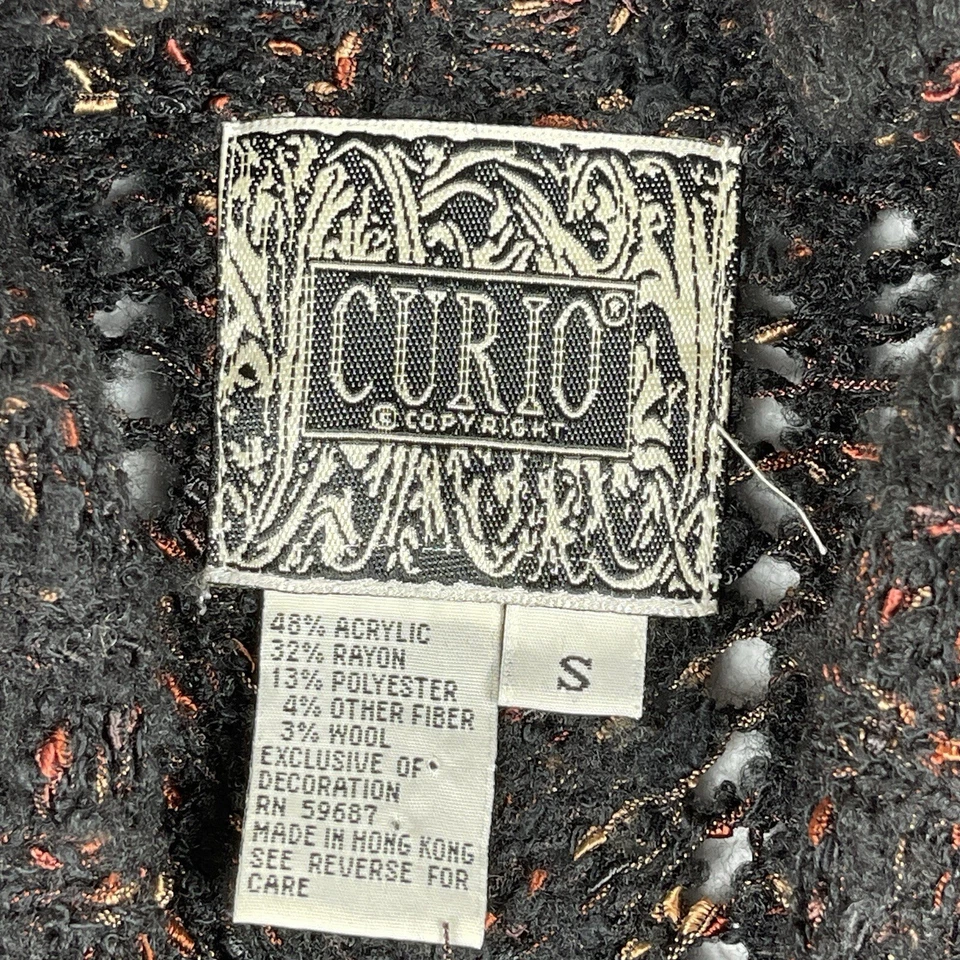 CURIO®
© COPYRIGHT
48% ACRYLIC
32% RAYON
13% POLYESTER
4% OTHER FIBER
3% WOOL
EXCLUSIVE OF
DECORATION
RN 59687
MADE IN HONG KONG
SEE REVERSE FOR
CARE
S